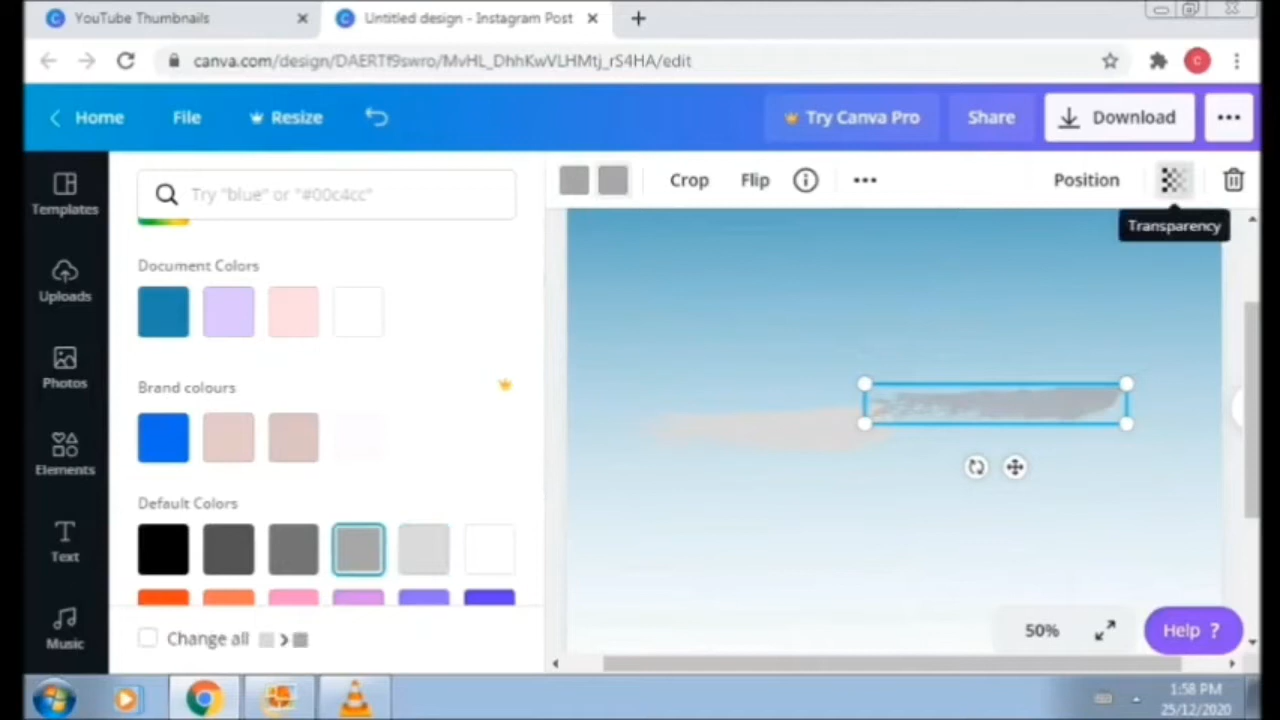 YouTube Thumbnails
Untitled design - Instagram Post
canva.com/design/DAERTf9swro/MvHL_DhhKwVLHMtj_rS4HA/edit
C
Home
File
Resize
Try Canva Pro
Share
Download
Try "blue" or "#00c4cc"
Crop
Flip
Position
Transparency
Templates
Uploads
Photos
Elements
Text
Music
Document Colors
Brand colours
Default Colors
Change all
50%
Help ?
1:58 PM
25/12/2020